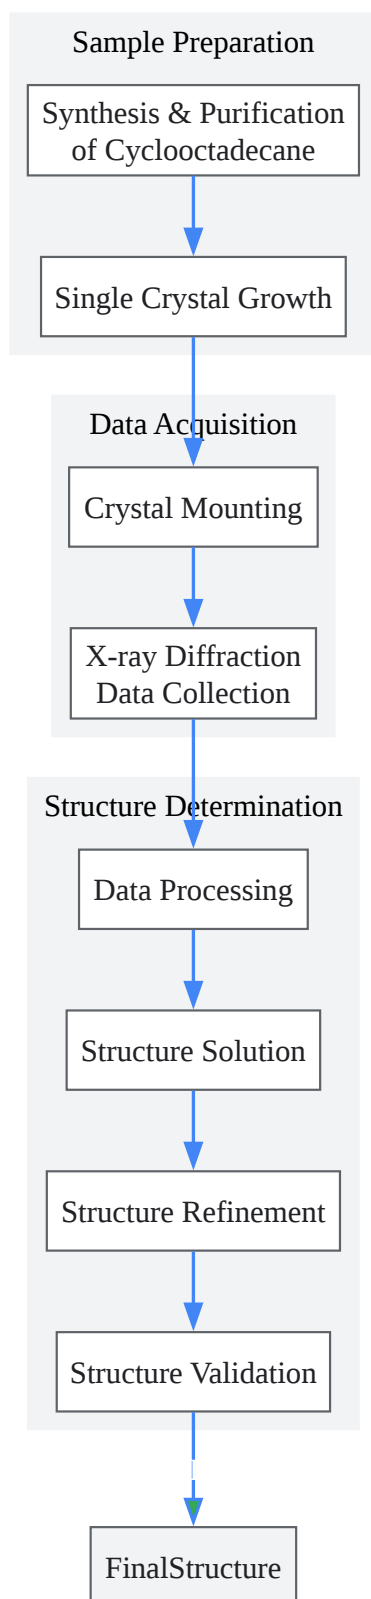 Sample Preparation
Synthesis & Purification
of Cyclooctadecane
Single Crystal Growth
Data Acquisition
Crystal Mounting
X-ray Diffraction
Data Collection
Structure Determination
Data Processing
Structure Solution
Structure Refinement
Structure Validation
FinalStructure